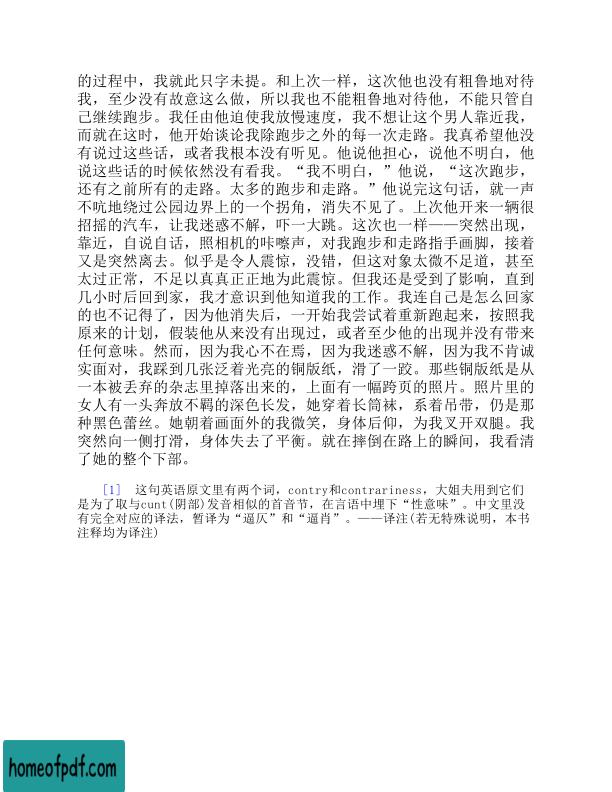 的过程中，我就此只字未提。和上次一样，这次他也没有粗鲁地对待
我，至少没有故意这么做，所以我也不能粗鲁地对待他，不能只管自
己继续跑步。我任由他迫使我放慢速度，我不想让这个男人靠近我，
而就在这时，他开始谈论我除跑步之外的每一次走路。我真希望他没
有说过这些话，或者我根本没有听见。他说他担心，说他不明白，他
说这些话的时候依然没有看我。“我不明白，”他说，“这次跑步，
还有之前所有的走路。太多的跑步和走路。”他说完这句话，就一声
不吭地绕过公园边界上的一个拐角，消失不见了。上次他开来一辆很
招摇的汽车，让我迷惑不解，吓一大跳。这次也一样——突然出现，
靠近，自说自话，照相机的咔嚓声，对我跑步和走路指手画脚，接着
又是突然离去。似乎是令人震惊，没错，但这对象太微不足道，甚至
太过正常，不足以真真正正地为此震惊。但我还是受到了影响，直到
几小时后回到家，我才意识到他知道我的工作。我连自己是怎么回家
的也不记得了，因为他消失后，一开始我尝试着重新跑起来，按照我
原来的计划，假装他从来没有出现过，或者至少他的出现并没有带来
任何意味。然而，因为我心不在焉，因为我迷惑不解，因为我不肯诚
实面对，我踩到几张泛着光亮的铜版纸，滑了一跤。那些铜版纸是从
一本被丢弃的杂志里掉落出来的，上面有一幅跨页的照片。照片里的
女人有一头奔放不羁的深色长发，她穿着长筒袜，系着吊带，仍是那
种黑色蕾丝。她朝着画面外的我微笑，身体后仰，为我叉开双腿。我
突然向一侧打滑，身体失去了平衡。就在摔倒在路上的瞬间，我看清
了她的整个下部。
[1] 这句英语原文里有两个词，contry和contrariness，大姐夫用到它们
是为了取与cunt(阴部)发音相似的首音节，在言语中埋下“性意味”。中文里没
有完全对应的译法，暂译为“逼仄”和“逼肖”。——译注(若无特殊说明，本书
注释均为译注)
homeofpdf.com